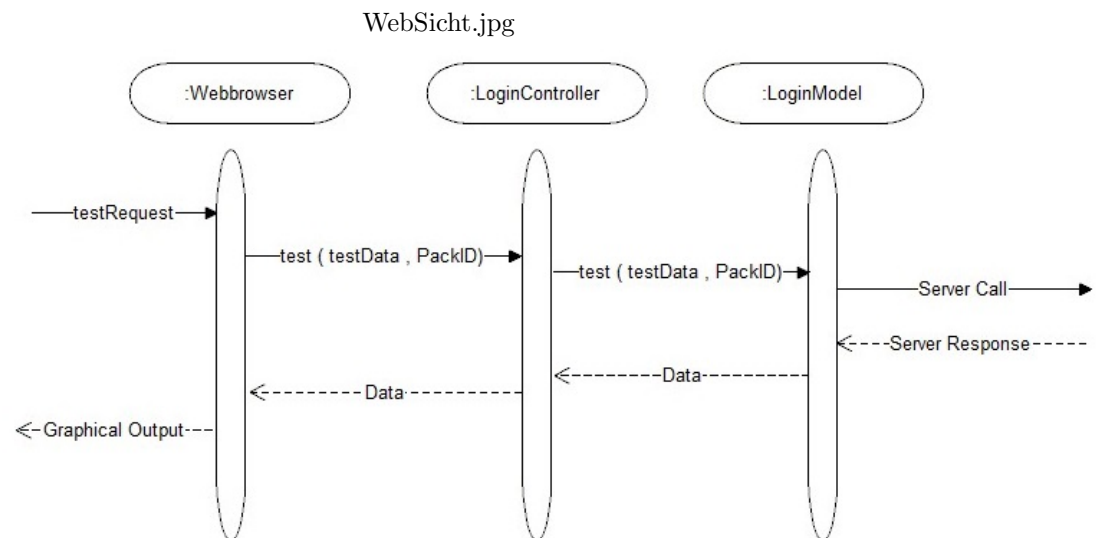 WebSicht.jpg
:Webbrowser
:LoginController
:LoginModel
testRequest
test ( testData , PackID)
test ( testData , PackID)
Server Call
Server Response
Data
Data
Graphical Output